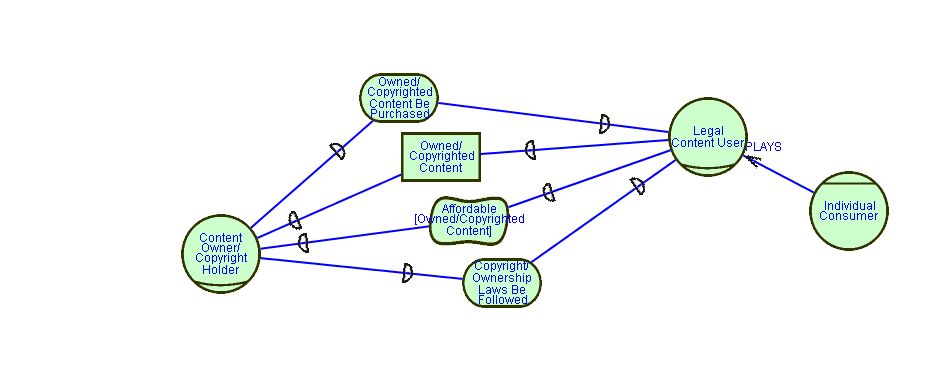 Owned/
Copyrighted
Content Be
Purchased
Owned/
Copyrighted
Content
Legal
Content User
PLAYS
Individual
Consumer
Affordable
[Owned/Copyrighted
Content]
Content
Owner/
Copyright
Holder
Copyright/
Ownership
Laws Be
Followed